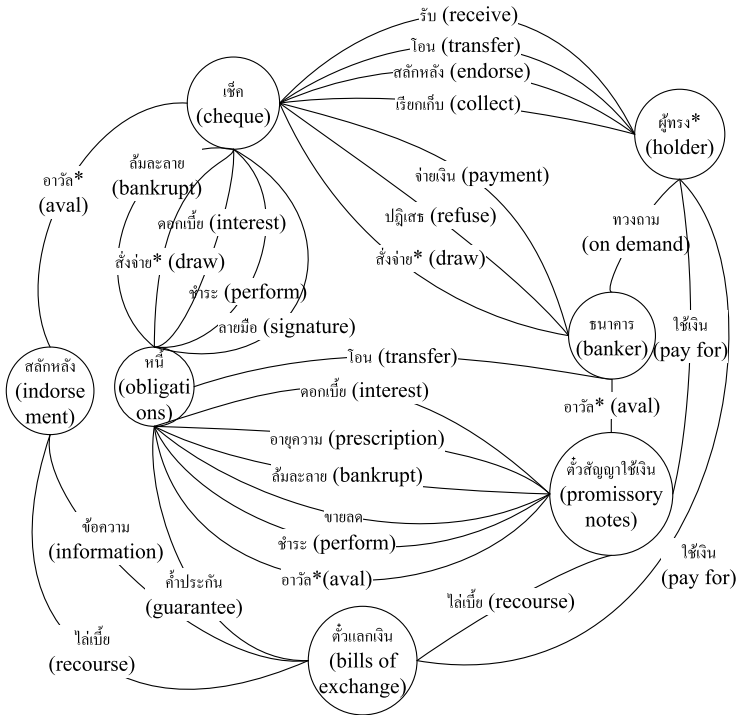 รับ (receive)
โอน (transfer)
สลักหลัง (endorse)
เรียกเก็บ (collect)
เช็ค
(cheque)
ผู้ทรง*
(holder)
อาวัล*
(aval)
ล้มละลาย
(bankrupt)
ดอกเบี้ย (interest)
สั่งจ่าย* (draw)
ชำระ (perform)
ลายมือ (signature)
จ่ายเงิน (payment)
ปฎิเสธ (refuse)
สั่งจ่าย* (draw)
ทวงถาม
(on demand)
ธนาคาร
(banker)
ใช้เงิน
(pay for)
สลักหลัง
(indorse
ment)
หนี้
(obligati
ons)
โอน (transfer)
ดอกเบี้ย (interest)
อาวัล* (aval)
อายุความ (prescription)
ล้มละลาย (bankrupt)
ขายลด
ชำระ (perform)
อาวัล*(aval)
ตั๋วสัญญาใช้เงิน
(promissory
notes)
ข้อความ
(information)
ค้ำประกัน
(guarantee)
ใช้เงิน
(pay for)
ไล่เบี้ย (recourse)
ไล่เบี้ย
(recourse)
ตั๋วแลกเงิน
(bills of
exchange)